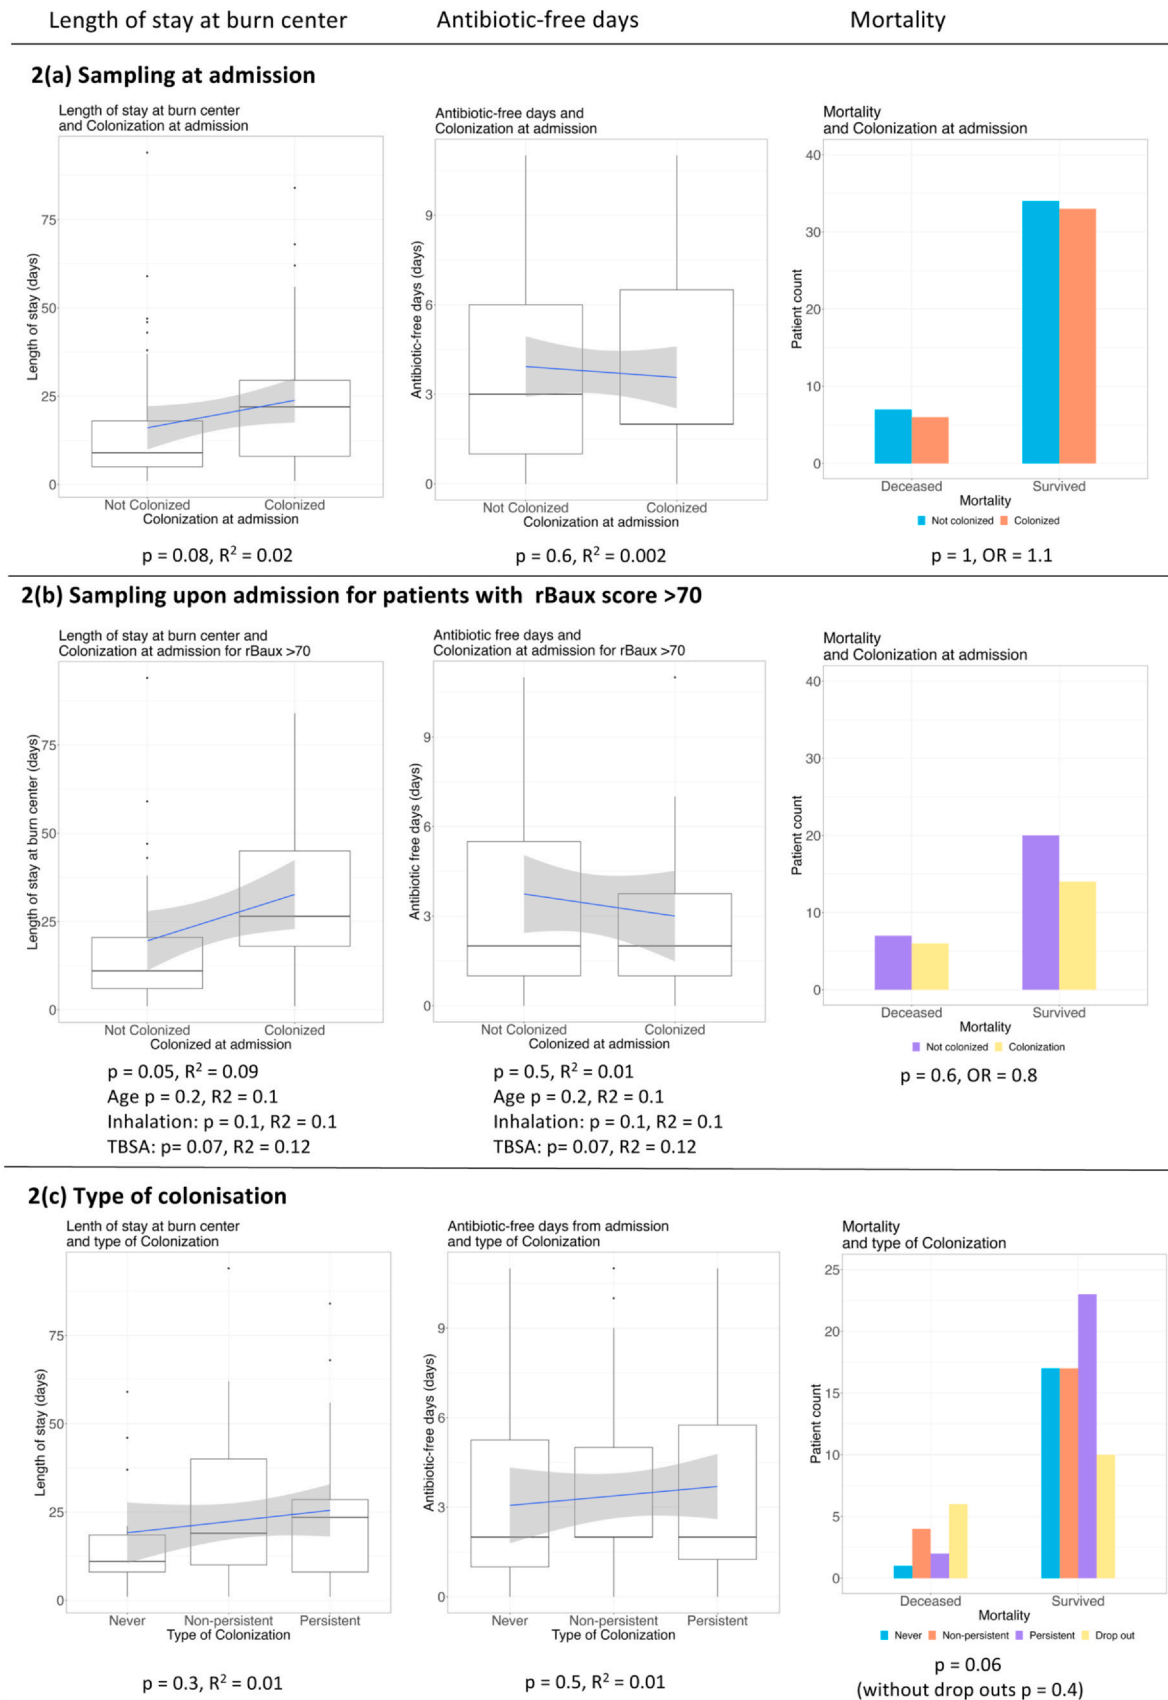 Length of stay at burn center
Antibiotic-free days
Mortality
2(a) Sampling at admission
Length of stay at burn center
and Colonization at admission
Length of stay (days)
75
50
25
0
Not Colonized
Colonized
Colonization at admission
p = 0.08, R² = 0.02
Antibiotic-free days and
Colonization at admission
Antibiotic-free days (days)
9
6
3
0
Not Colonized
Colonized
Colonization at admission
p = 0.6, R² = 0.002
Mortality
and Colonization at admission
Patient count
40
30
20
10
0
Deceased
Survived
Mortality
Not colonized
Colonized
p = 1, OR = 1.1
2(b) Sampling upon admission for patients with rBaux score >70
Length of stay at burn center and
Colonization at admission for rBaux >70
Length of stay at burn center (days)
75
50
25
0
Not Colonized
Colonized
Colonized at admission
p = 0.05, R² = 0.09
Age p = 0.2, R2 = 0.1
Inhalation: p = 0.1, R2 = 0.1
TBSA: p= 0.07, R2 = 0.12
Antibiotic free days and
Colonization at admission for rBaux >70
Antibiotic free days (days)
9
6
3
0
Not Colonized
Colonized
Colonized at admission
p = 0.5, R² = 0.01
Age p = 0.2, R2 = 0.1
Inhalation: p = 0.1, R2 = 0.1
TBSA: p= 0.07, R2 = 0.12
Mortality
and Colonization at admission
Patient count
40
30
20
10
0
Deceased
Survived
Mortality
Not colonized
Colonization
p = 0.6, OR = 0.8
2(c) Type of colonisation
Lenth of stay at burn center
and type of Colonization
Length of stay (days)
75
50
25
0
Never
Non-persistent
Persistent
Type of Colonization
p = 0.3, R² = 0.01
Antibiotic-free days from admission
and type of Colonization
Antibiotic-free days (days)
9
6
3
0
Never
Non-persistent
Persistent
Type of Colonization
p = 0.5, R² = 0.01
Mortality
and type of Colonization
Patient count
25
20
15
10
5
0
Deceased
Survived
Mortality
Never
Non-persistent
Persistent
Drop out
p = 0.06
(without drop outs p = 0.4)